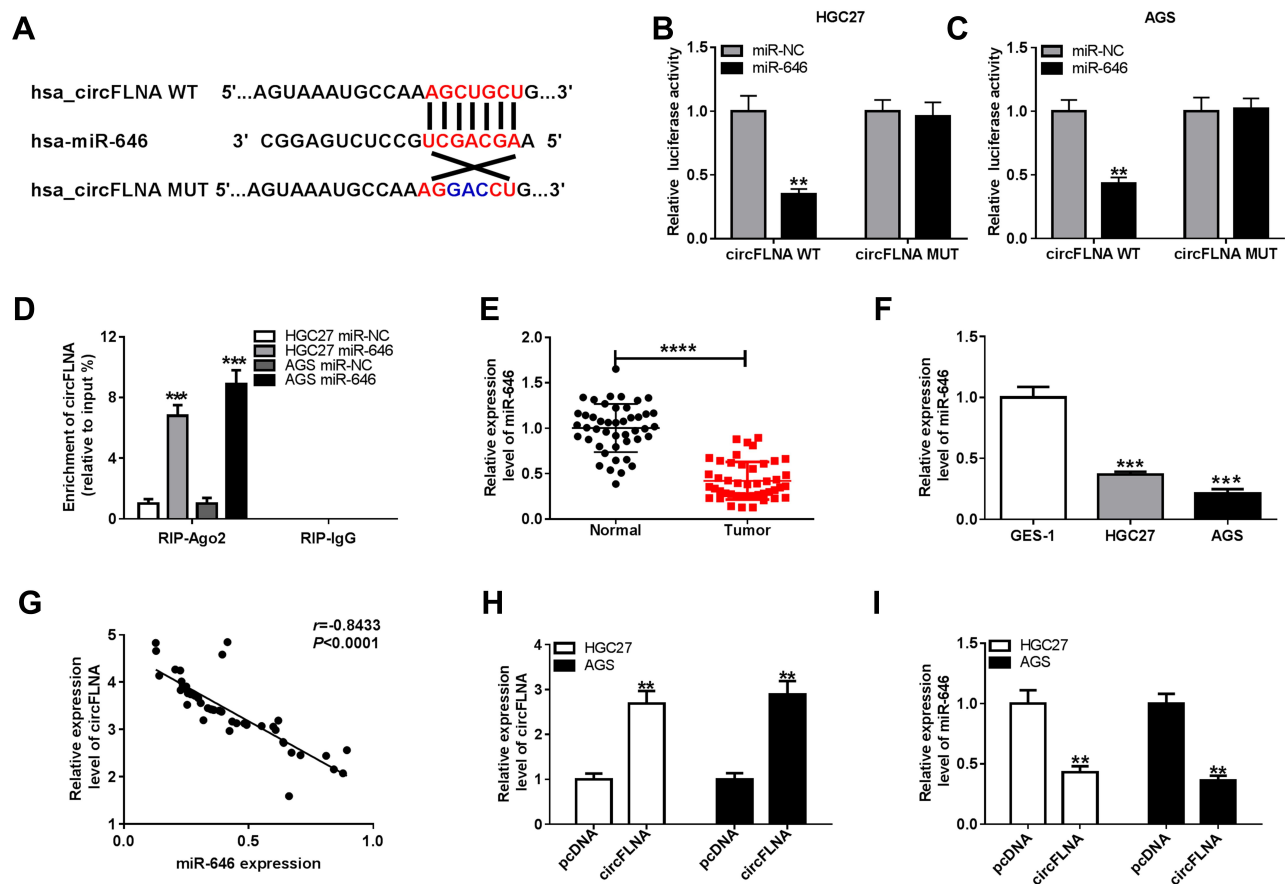 A
hsa_circFLNA WT 5'...AGUAAAUGCCAAAGCUGCUG...3'
hsa-miR-646 3' CGGAGUCUCCGUCGACGAA 5'
hsa_circFLNA MUT 5'...AGUAAAUGCCAAAGGACCUG...3'
B
HGC27
Relative luciferase activity
1.5
1.0
0.5
0.0
miR-NC
miR-646
**
circFLNA WT
circFLNA MUT
C
AGS
Relative luciferase activity
1.5
1.0
0.5
0.0
miR-NC
miR-646
**
circFLNA WT
circFLNA MUT
D
Enrichment of circFLNA
(relative to input %)
12
8
4
0
HGC27 miR-NC
HGC27 miR-646
AGS miR-NC
AGS miR-646
***
***
RIP-Ago2
RIP-IgG
E
Relative expression
level of miR-646
2.0
1.5
1.0
0.5
0.0
****
Normal
Tumor
F
Relative expression
level of miR-646
1.5
1.0
0.5
0.0
***
***
GES-1
HGC27
AGS
G
Relative expression
level of circFLNA
5
4
3
2
1
r=-0.8433
P<0.0001
0.0
0.5
1.0
miR-646 expression
H
Relative expression
level of circFLNA
4
3
2
1
0
HGC27
AGS
**
**
pcDNA
circFLNA
pcDNA
circFLNA
I
Relative expression
level of miR-646
1.5
1.0
0.5
0.0
HGC27
AGS
**
**
pcDNA
circFLNA
pcDNA
circFLNA